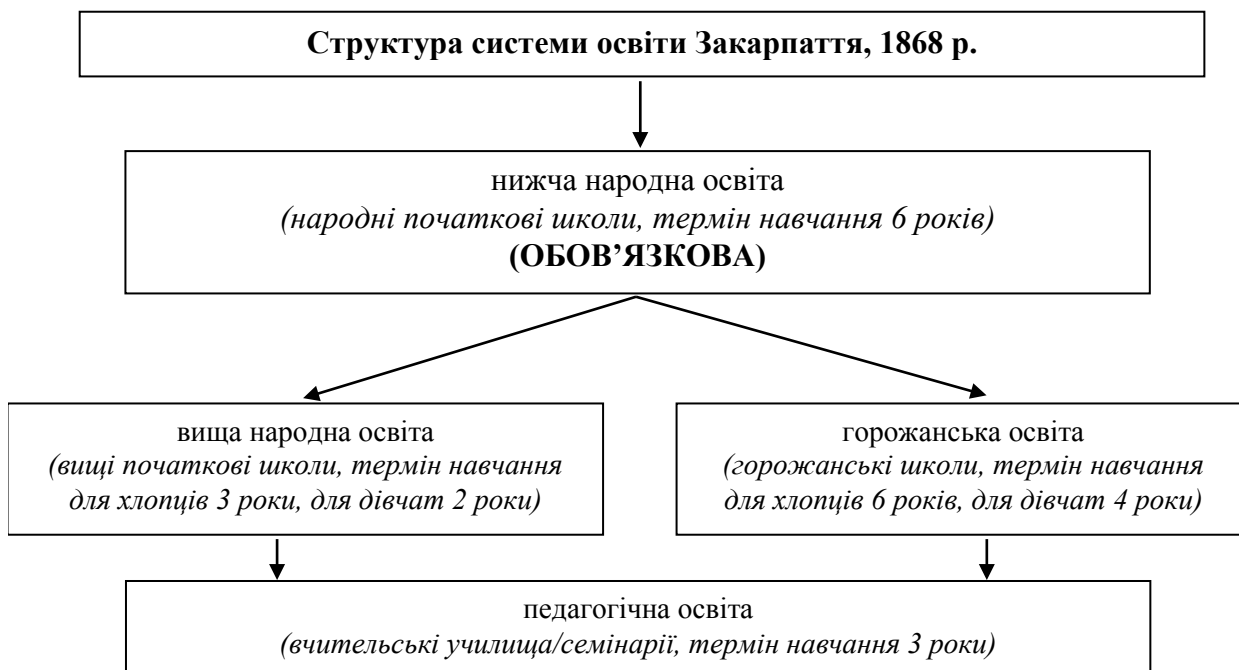 Структура системи освіти Закарпаття, 1868 р.
нижча народна освіта
(народні початкові школи, термін навчання 6 років)
(ОБОВ’ЯЗКОВА)
вища народна освіта
(вищі початкові школи, термін навчання
для хлопців 3 роки, для дівчат 2 роки)
горожанська освіта
(горожанські школи, термін навчання
для хлопців 6 років, для дівчат 4 роки)
педагогічна освіта
(вчительські училища/семінарії, термін навчання 3 роки)